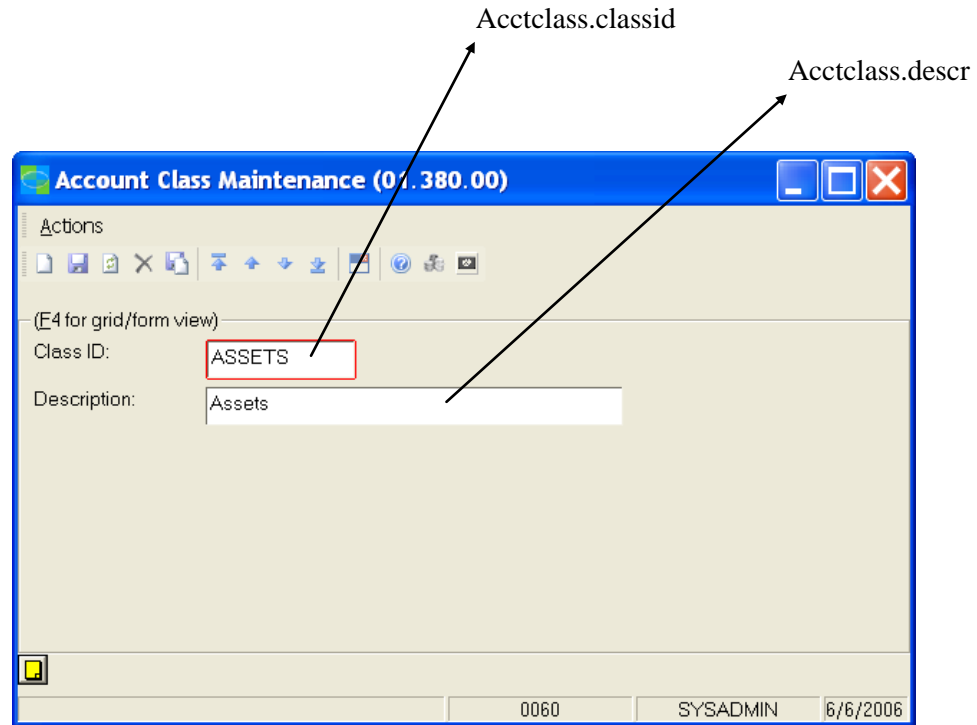 Acctclass.classid
Acctclass.descr
Account Class Maintenance (01.380.00)
Actions
(F4 for grid/form view)
Class ID: ASSETS
Description: Assets
0060 SYSADMIN 6/6/2006